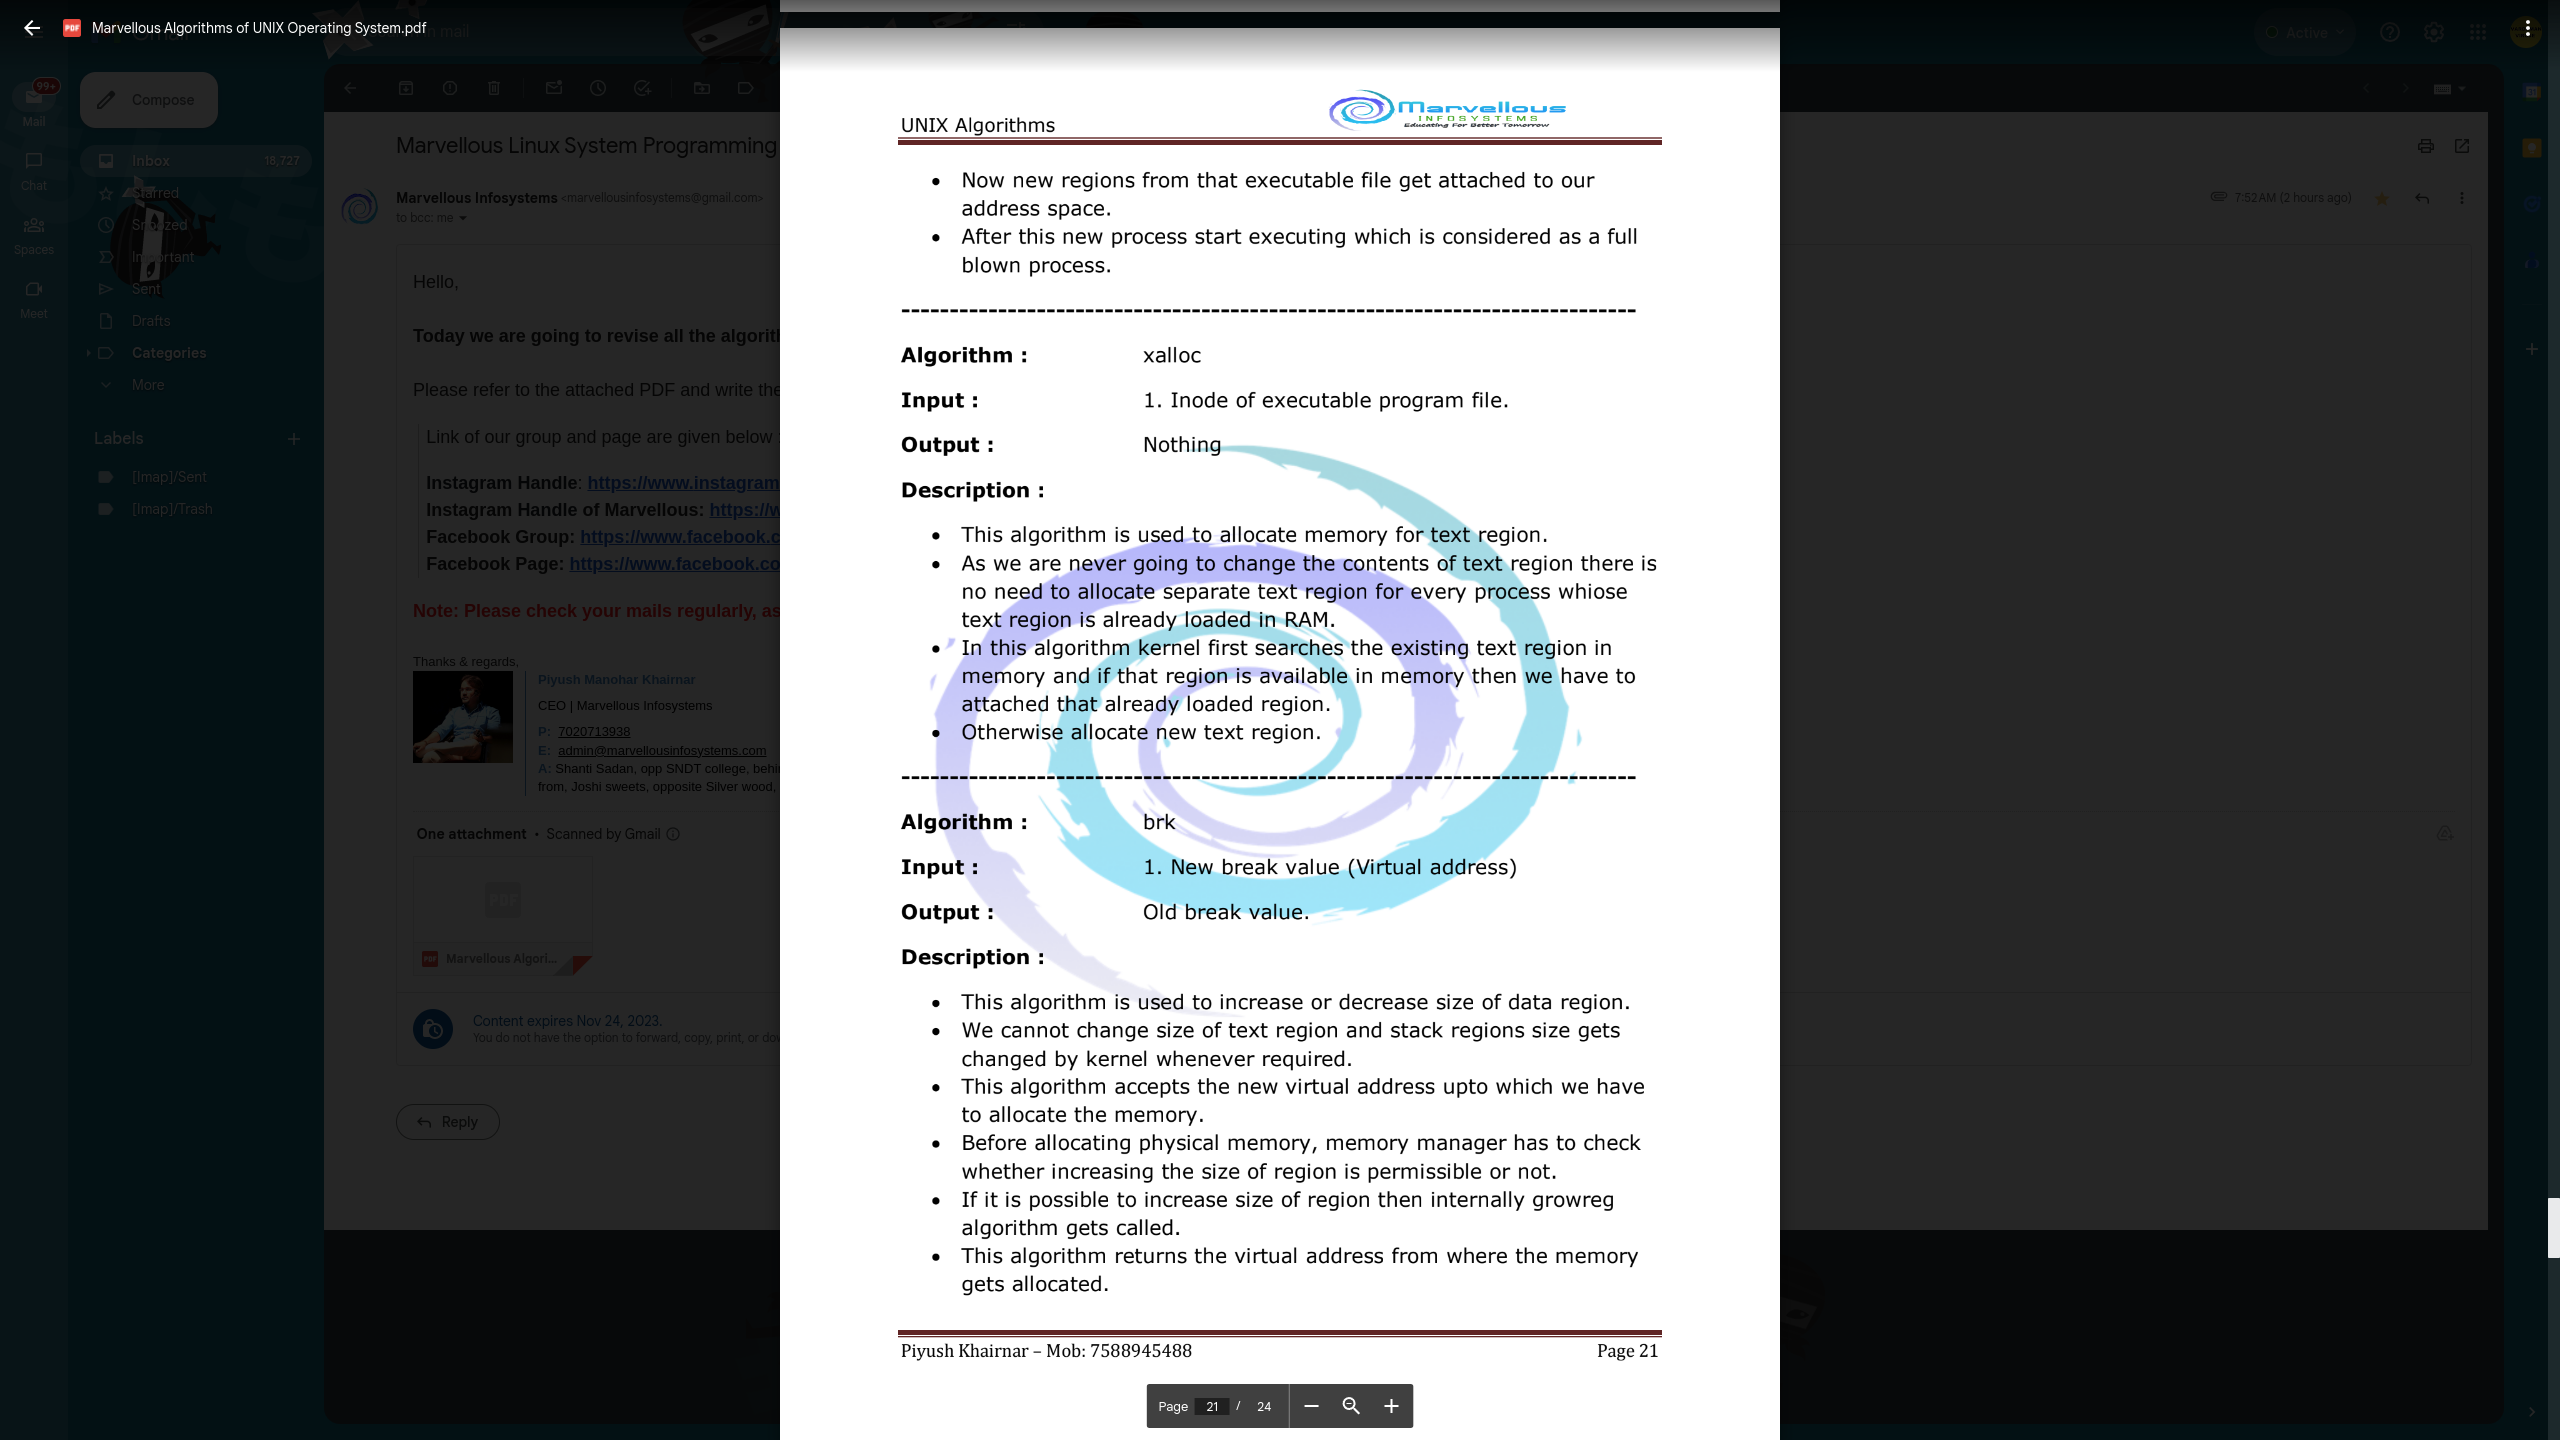 Marvellous Algorithms of UNIX Operating System.pdf
mail
Active
99+
Mail
Chat
Spaces
Meet
Compose
Inbox 18,727
Starred
Snoozed
Important
Sent
Drafts
Categories
More
Labels
[Imap]/Sent
[Imap]/Trash
Marvellous Linux System Programming
Marvellous Infosystems <marvellousinfosystems@gmail.com>
to bcc: me
7:52AM (2 hours ago)
Hello,
Today we are going to revise all the
Please refer to the attached PDF and write
Link of our group and page are given below
Instagram Handle: https://www.instagram
Instagram Handle of Marvellous: https://w
Facebook Group: https://www.facebook.c
Facebook Page: https://www.facebook.co
Note: Please check your mails regularly, as
Thanks & regards,
Piyush Manohar Khairnar
CEO | Marvellous Infosystems
P: 7020713938
E: admin@marvellousinfosystems.com
A: Shanti Sadan, opp SNDT college,
from, Joshi sweets, opposite Silver wood,
One attachment • Scanned by Gmail
PDF
PDF Marvellous Algori...
Content expires Nov 24, 2023.
You do not have the option to forward, copy, print, or
Reply
UNIX Algorithms
Marvellous
INFOSYSTEMS
Educating For Better Tomorrow
• Now new regions from that executable file get attached to our
address space.
• After this new process start executing which is considered as a full
blown process.
----------------------------------------------------------------------------
Algorithm : xalloc
Input : 1. Inode of executable program file.
Output : Nothing
Description :
• This algorithm is used to allocate memory for text region.
• As we are never going to change the contents of text region there is
no need to allocate separate text region for every process whiose
text region is already loaded in RAM.
• In this algorithm kernel first searches the existing text region in
memory and if that region is available in memory then we have to
attached that already loaded region.
• Otherwise allocate new text region.
----------------------------------------------------------------------------
Algorithm : brk
Input : 1. New break value (Virtual address)
Output : Old break value.
Description :
• This algorithm is used to increase or decrease size of data region.
• We cannot change size of text region and stack regions size gets
changed by kernel whenever required.
• This algorithm accepts the new virtual address upto which we have
to allocate the memory.
• Before allocating physical memory, memory manager has to check
whether increasing the size of region is permissible or not.
• If it is possible to increase size of region then internally growreg
algorithm gets called.
• This algorithm returns the virtual address from where the memory
gets allocated.
Piyush Khairnar – Mob: 7588945488 Page 21
Page 21 / 24